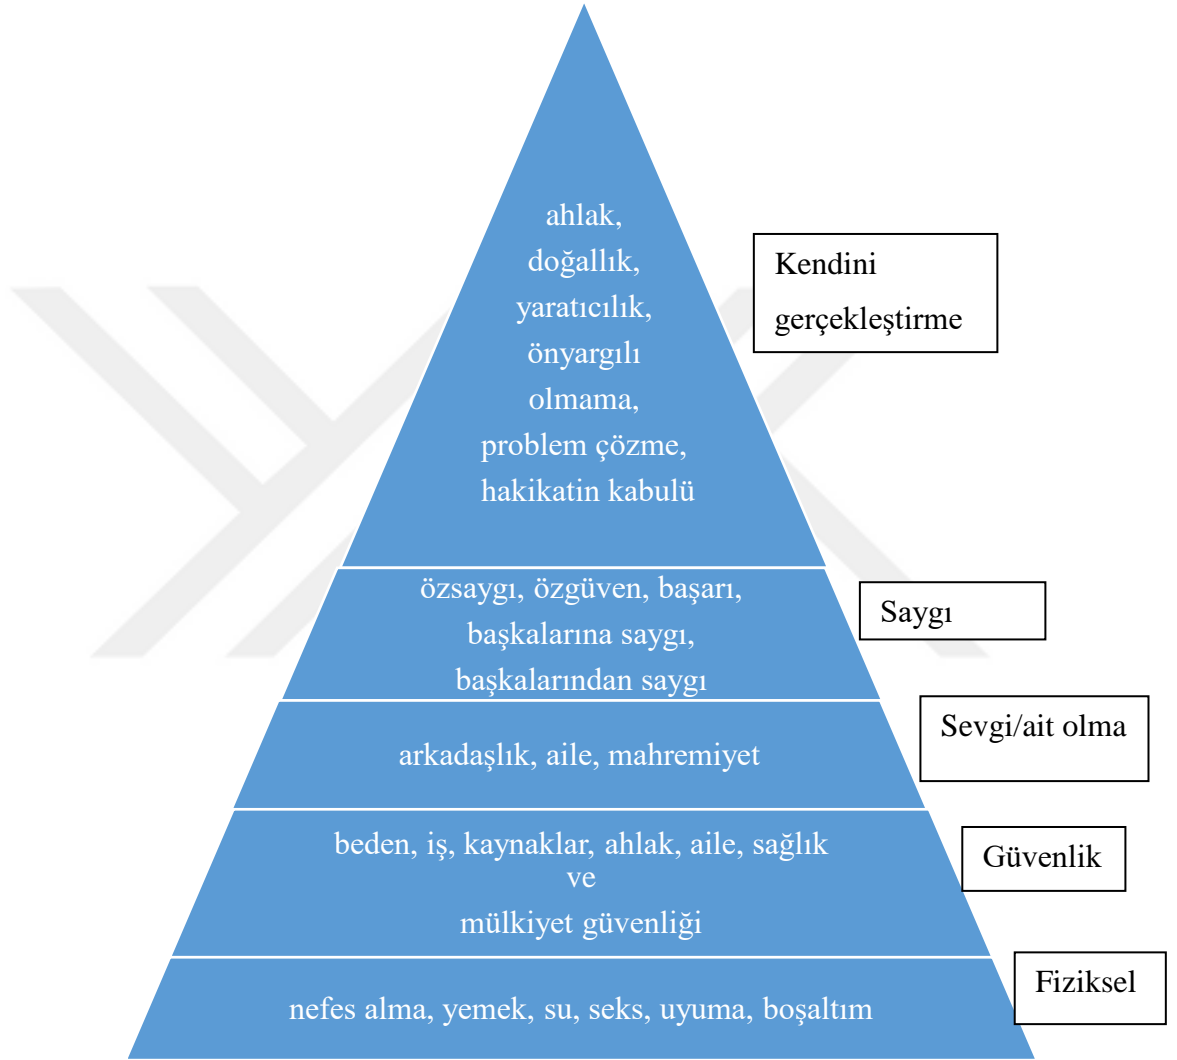 ahlak,
doğallık,
yaratıcılık,
önyargılı
olmama,
problem çözme,
hakikatin kabulü
Kendini
gerçekleştirme
özsaygı, özgüven, başarı,
başkalarına saygı,
başkalarından saygı
Saygı
arkadaşlık, aile, mahremiyet
Sevgi/ait olma
beden, iş, kaynaklar, ahlak, aile, sağlık
ve
mülkiyet güvenliği
Güvenlik
nefes alma, yemek, su, seks, uyuma, boşaltım
Fiziksel